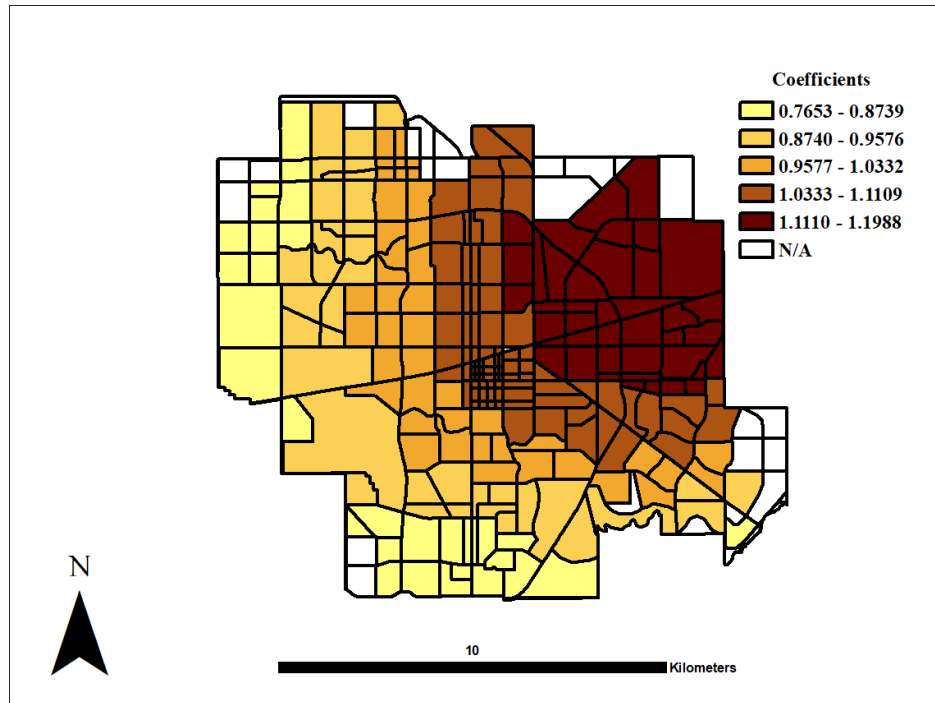 Coefficients
0.7653 - 0.8739
0.8740 - 0.9576
0.9577 - 1.0332
1.0333 - 1.1109
1.1110 - 1.1988
N/A
N
10
Kilometers